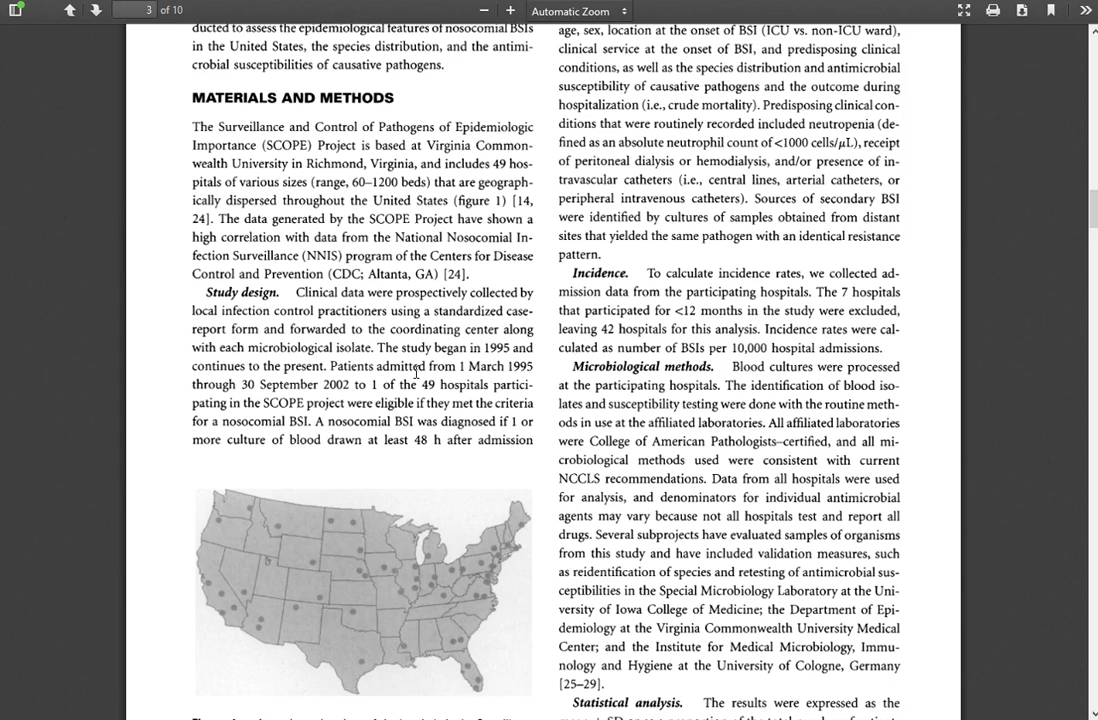 3 of 10
Automatic Zoom
ducted to assess the epidemiological features of nosocomial BSIs
in the United States, the species distribution, and the antimi-
crobial susceptibilities of causative pathogens.
MATERIALS AND METHODS
The Surveillance and Control of Pathogens of Epidemiologic
Importance (SCOPE) Project is based at Virginia Common-
wealth University in Richmond, Virginia, and includes 49 hos-
pitals of various sizes (range, 60–1200 beds) that are geograph-
ically dispersed throughout the United States (figure 1) [14,
24]. The data generated by the SCOPE Project have shown a
high correlation with data from the National Nosocomial In-
fection Surveillance (NNIS) program of the Centers for Disease
Control and Prevention (CDC; Altanta, GA) [24].
Study design. Clinical data were prospectively collected by
local infection control practitioners using a standardized case-
report form and forwarded to the coordinating center along
with each microbiological isolate. The study began in 1995 and
continues to the present. Patients admitted from 1 March 1995
through 30 September 2002 to 1 of the 49 hospitals partici-
pating in the SCOPE project were eligible if they met the criteria
for a nosocomial BSI. A nosocomial BSI was diagnosed if 1 or
more culture of blood drawn at least 48 h after admission
age, sex, location at the onset of BSI (ICU vs. non-ICU ward),
clinical service at the onset of BSI, and predisposing clinical
conditions, as well as the species distribution and antimicrobial
susceptibility of causative pathogens and the outcome during
hospitalization (i.e., crude mortality). Predisposing clinical con-
ditions that were routinely recorded included neutropenia (de-
fined as an absolute neutrophil count of <1000 cells/μL), receipt
of peritoneal dialysis or hemodialysis, and/or presence of in-
travascular catheters (i.e., central lines, arterial catheters, or
peripheral intravenous catheters). Sources of secondary BSI
were identified by cultures of samples obtained from distant
sites that yielded the same pathogen with an identical resistance
pattern.
Incidence. To calculate incidence rates, we collected ad-
mission data from the participating hospitals. The 7 hospitals
that participated for <12 months in the study were excluded,
leaving 42 hospitals for this analysis. Incidence rates were cal-
culated as number of BSIs per 10,000 hospital admissions.
Microbiological methods. Blood cultures were processed
at the participating hospitals. The identification of blood iso-
lates and susceptibility testing were done with the routine meth-
ods in use at the affiliated laboratories. All affiliated laboratories
were College of American Pathologists–certified, and all mi-
crobiological methods used were consistent with current
NCCLS recommendations. Data from all hospitals were used
for analysis, and denominators for individual antimicrobial
agents may vary because not all hospitals test and report all
drugs. Several subprojects have evaluated samples of organisms
from this study and have included validation measures, such
as reidentification of species and retesting of antimicrobial sus-
ceptibilities in the Special Microbiology Laboratory at the Uni-
versity of Iowa College of Medicine; the Department of Epi-
demiology at the Virginia Commonwealth University Medical
Center; and the Institute for Medical Microbiology, Immu-
nology and Hygiene at the University of Cologne, Germany
[25–29].
Statistical analysis. The results were expressed as the